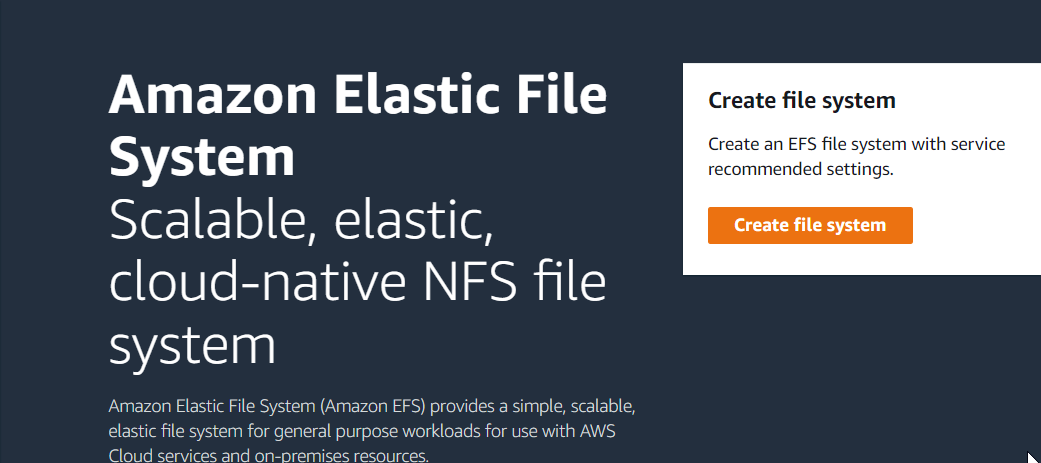 Amazon Elastic File
System
Scalable, elastic,
cloud-native NFS file
system
Amazon Elastic File System (Amazon EFS) provides a simple, scalable,
elastic file system for general purpose workloads for use with AWS
Cloud services and on-premises resources.
Create file system
Create an EFS file system with service
recommended settings.
Create file system